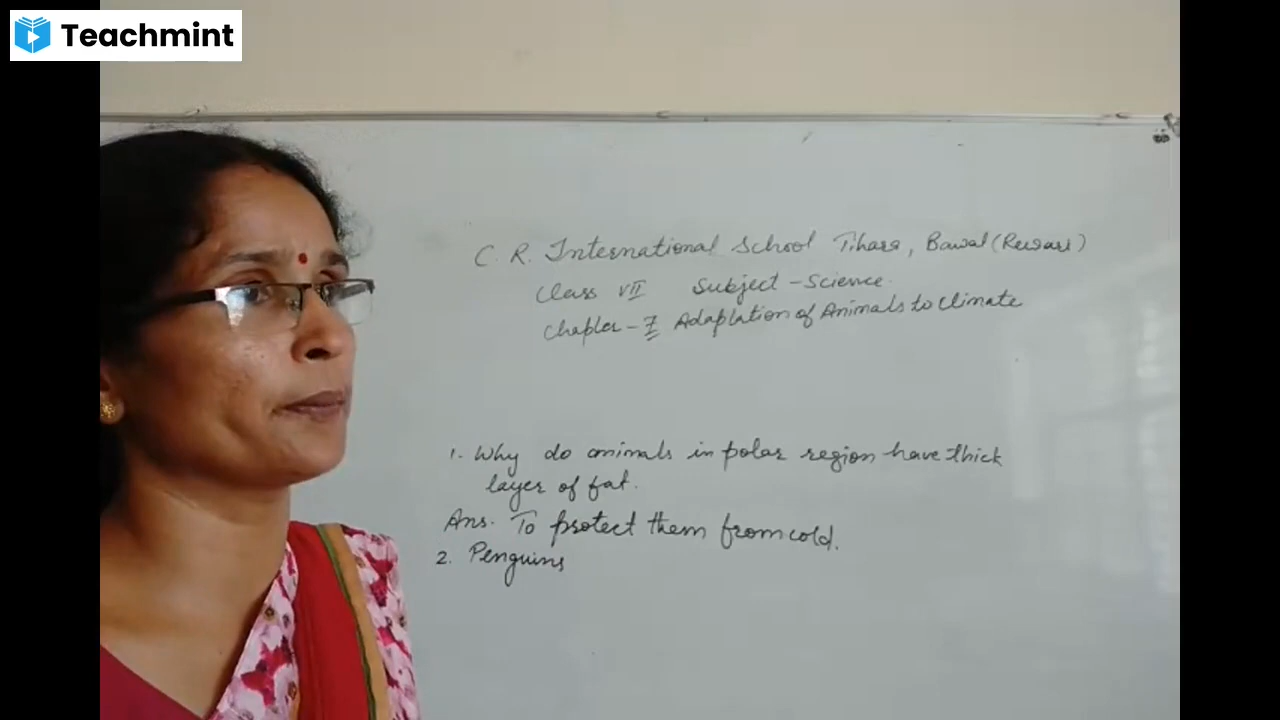 Teachmint
C. R. International School Tihara, Bawal (Rewari)
Class VII Subject - Science
Chapter - 7 Adaptation of Animals to Climate
1. Why do animals in polar region have thick
layer of fat.
Ans. To protect them from cold.
2. Penguins